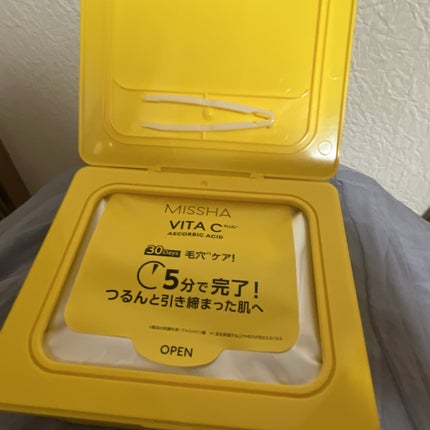 MISSHA
VITA C PLUS
ASCORBIC ACID
30Days 毛穴ケア!
5分で完了!
つるんと引き締まった肌へ
OPEN